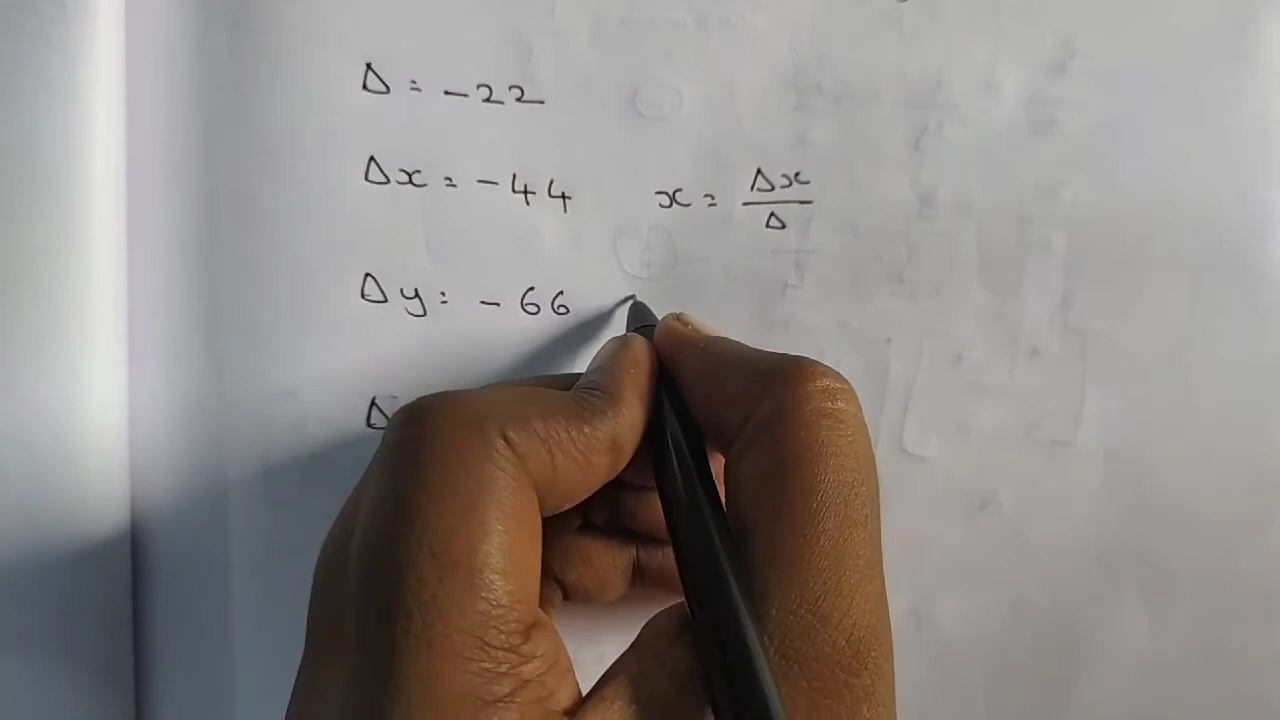 Δ = -22
Δx = -44 x = Δx/Δ
Δy = -66
Δ